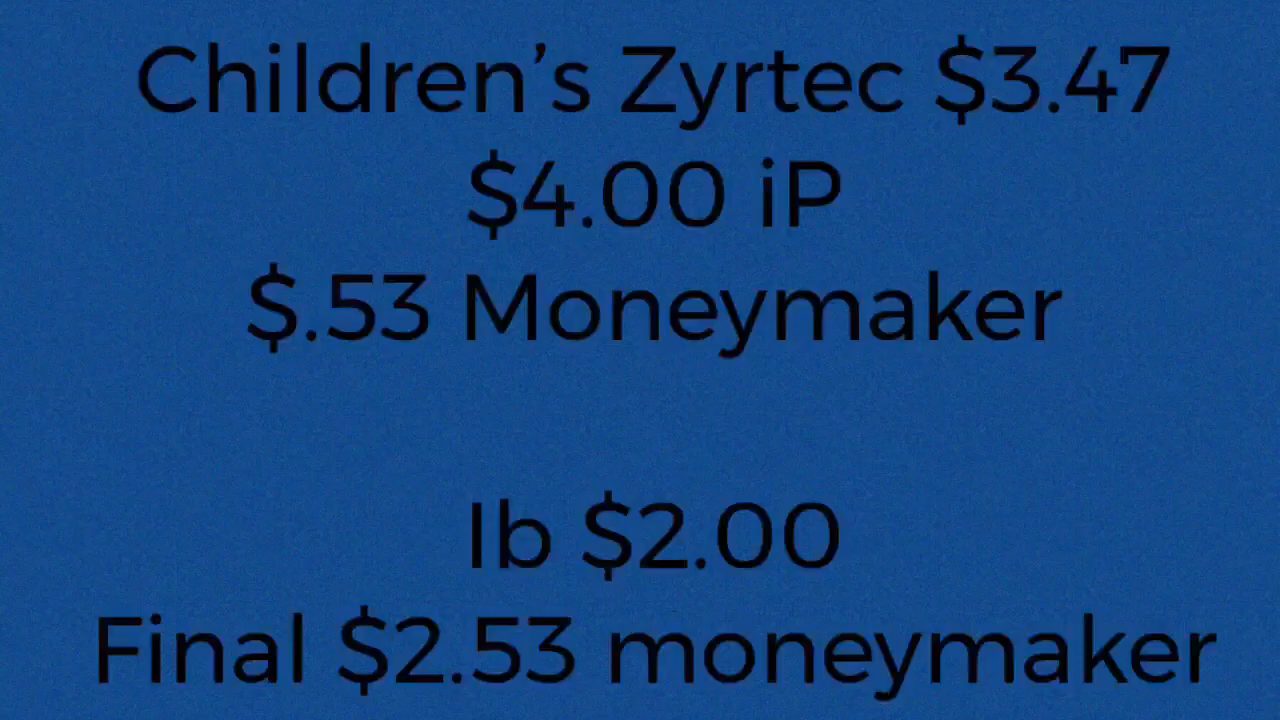 Children’s Zyrtec $3.47
$4.00 iP
$.53 Moneymaker
Ib $2.00
Final $2.53 moneymaker